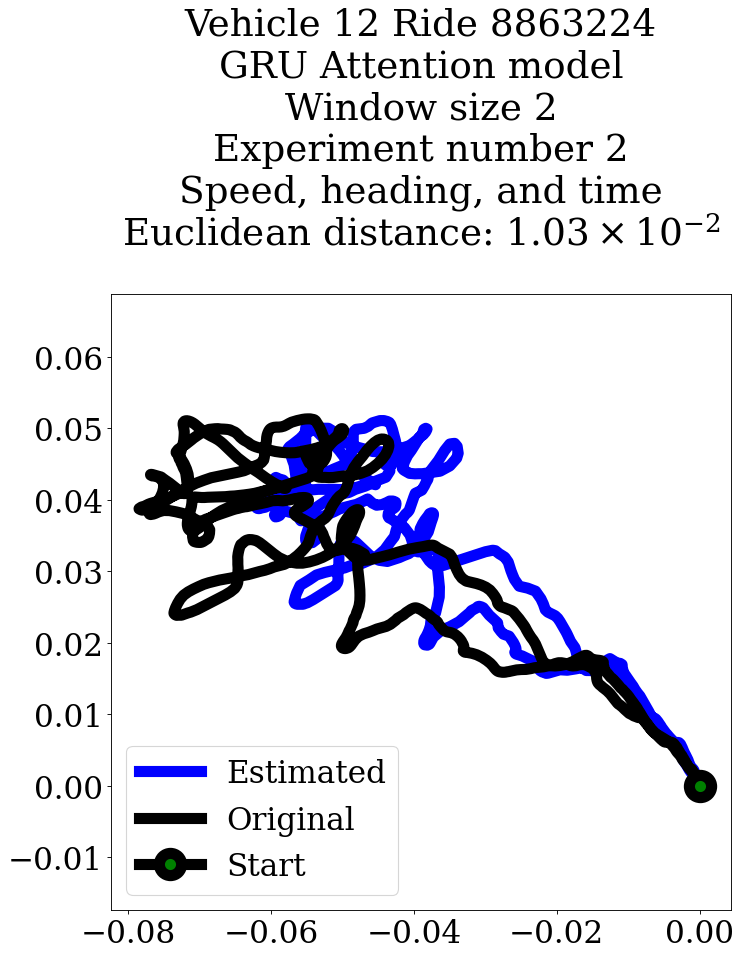 Vehicle 12 Ride 8863224
GRU Attention model
Window size 2
Experiment number 2
Speed, heading, and time
Euclidean distance: 1.03 × 10⁻²
0.06
0.05
0.04
0.03
0.02
0.01
0.00
−0.01
Estimated
Original
Start
−0.08 −0.06 −0.04 −0.02 0.00